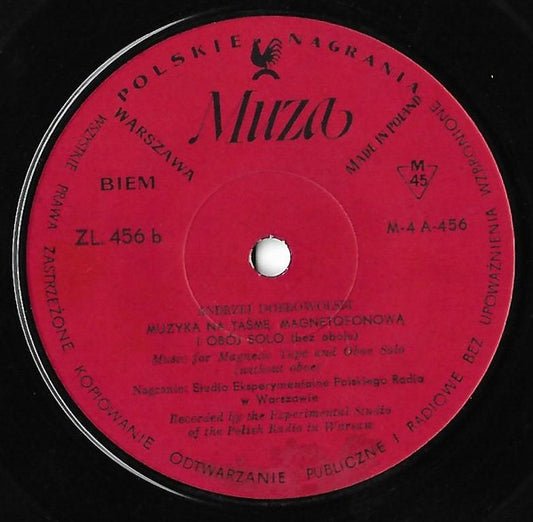 POLSKIE NAGRANIA
WARSZAWA
Muza
MADE IN POLAND
BIEM
M
45
ZL. 456 b
M-4 A-456
ANDRZEJ DOBROWOLSKI
MUZYKA NA TAŚMĘ MAGNETOFONOWĄ
I OBÓJ SOLO (bez oboju)
Music for Magnetic Tape and Oboe Solo
(without oboe)
Nagranie: Studio Eksperymentalne Polskiego Radia
w Warszawie
Recorded by the Experimental Studio
of the Polish Radio in Warsaw
WSZYSTKIE PRAWA ZASTRZEŻONE KOPIOWANIE ODTWARZANIE PUBLICZNE I RADIOWE BEZ UPOWAŻNIENIA WZBRONIONE